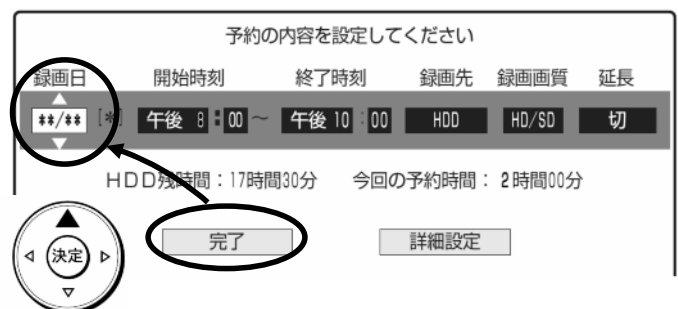 予約の内容を設定してください
録画日 開始時刻 終了時刻 録画先 録画画質 延長
**/** [*] 午後 8:00 ~ 午後 10:00 HDD HD/SD 切
HDD残時間：17時間30分 今回の予約時間：2時間00分
完了 詳細設定
決定